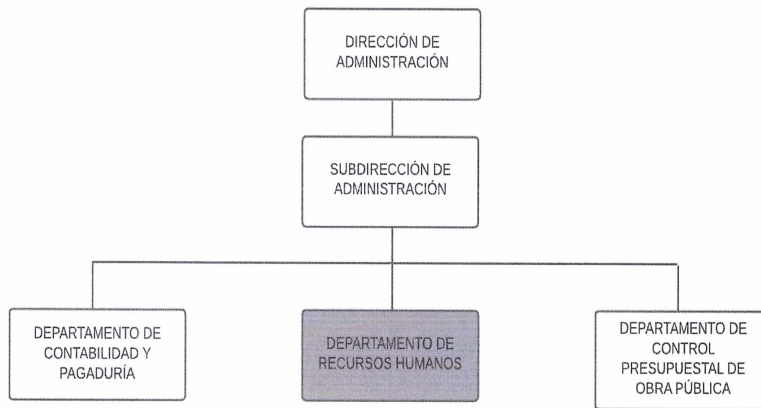 DIRECCIÓN DE
ADMINISTRACIÓN
SUBDIRECCIÓN DE
ADMINISTRACIÓN
DEPARTAMENTO DE
CONTABILIDAD Y
PAGADURÍA
DEPARTAMENTO DE
RECURSOS HUMANOS
DEPARTAMENTO DE
CONTROL
PRESUPUESTAL DE
OBRA PÚBLICA